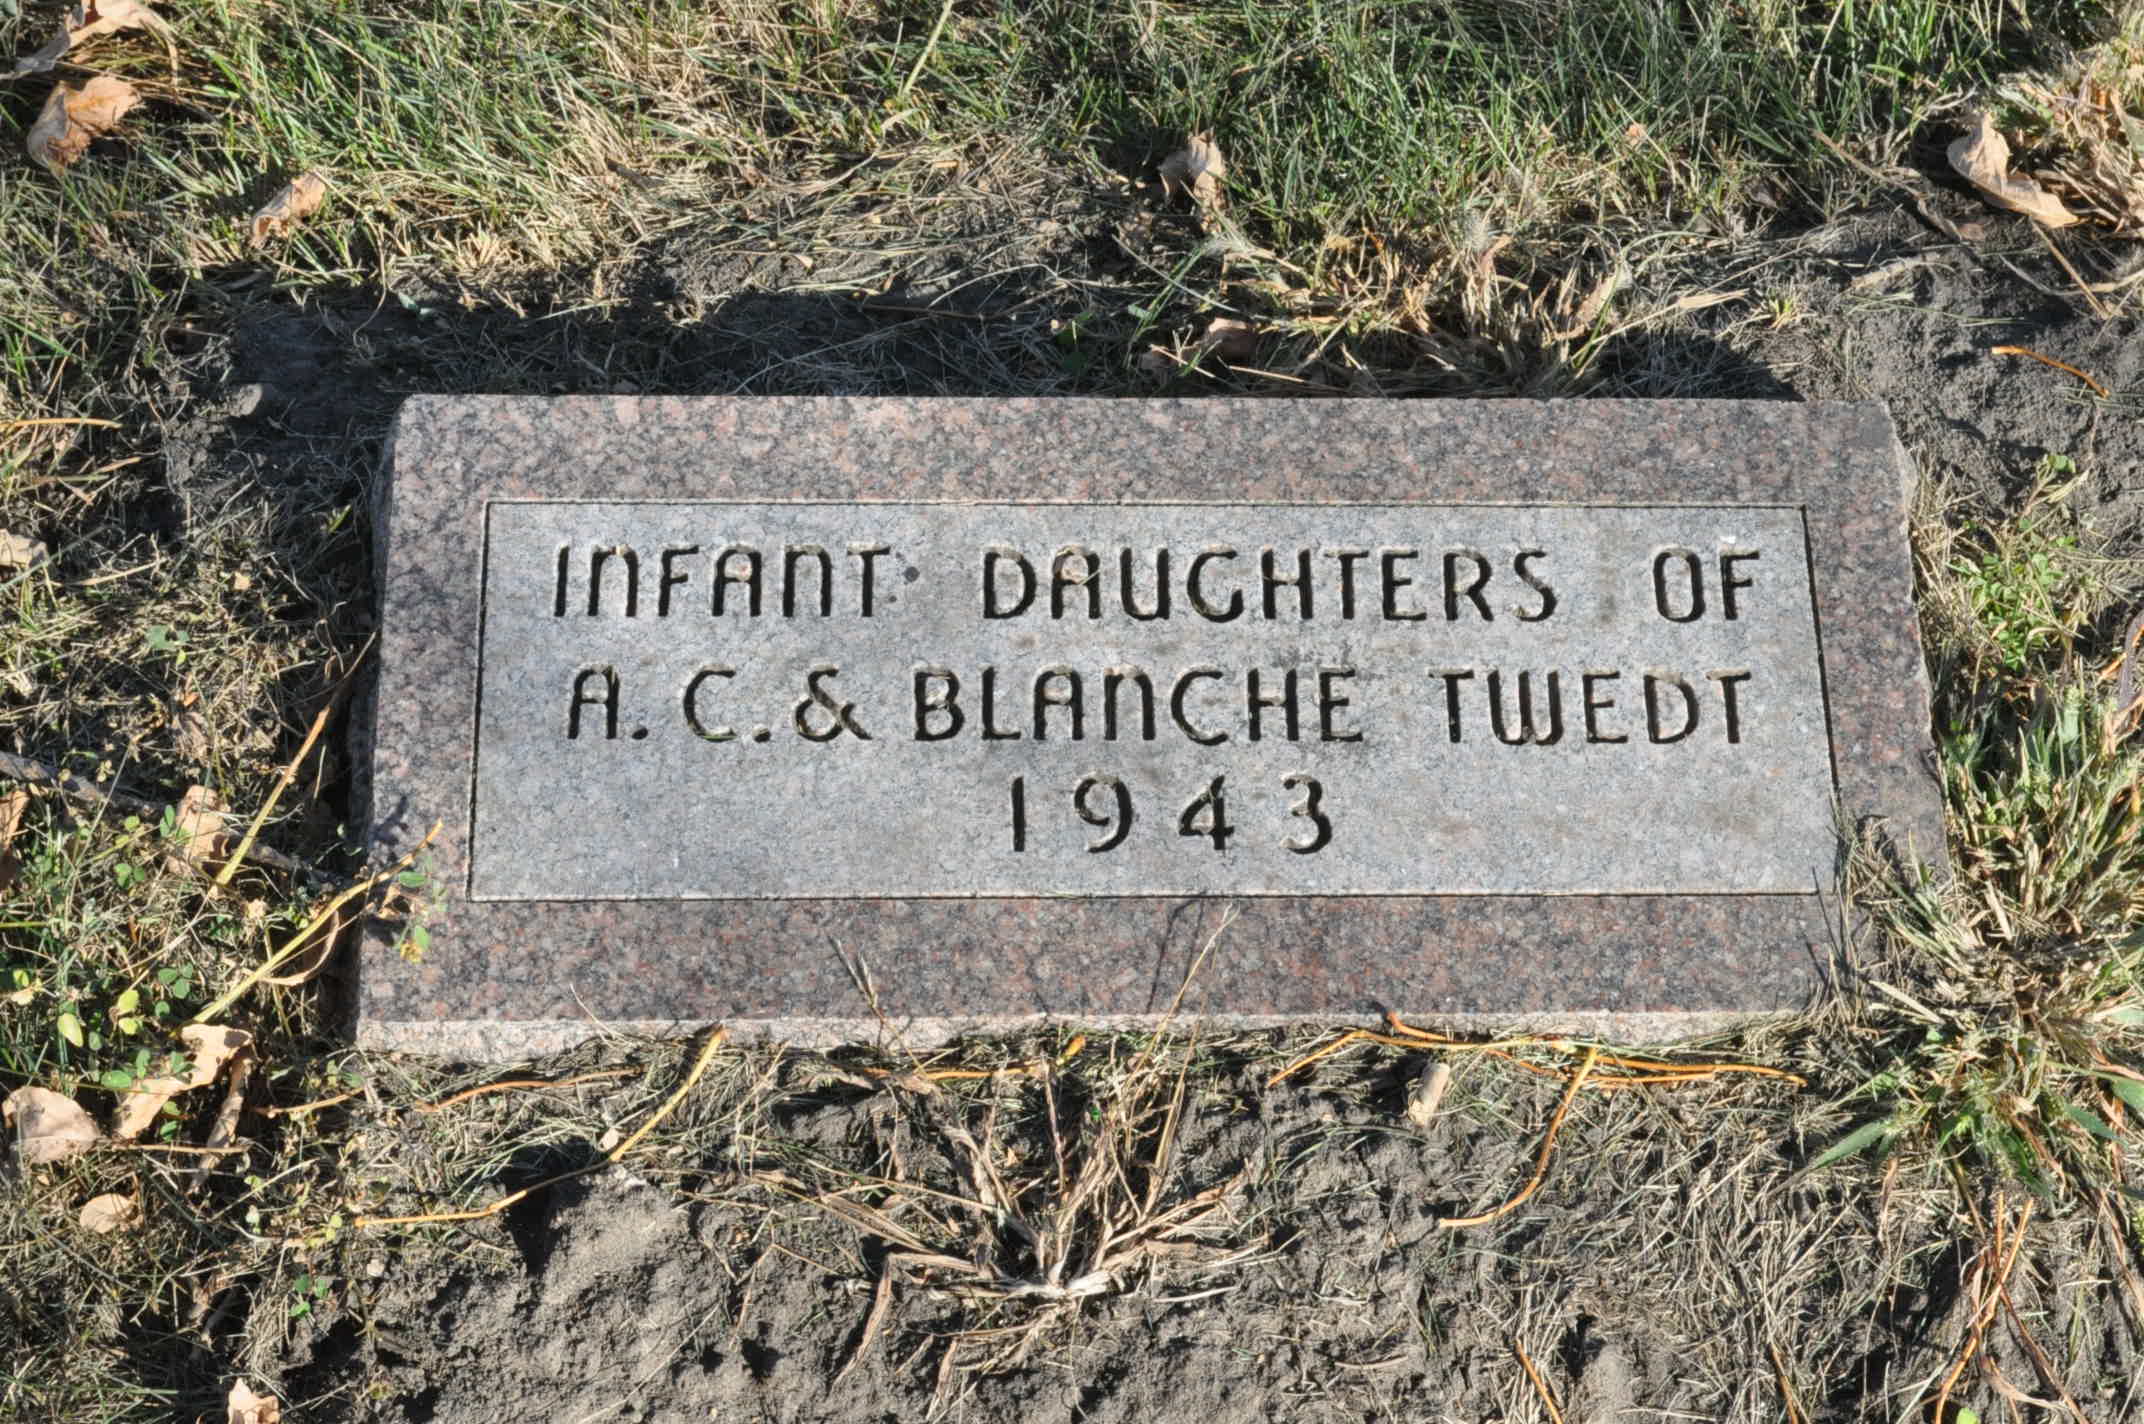 INFANT DAUGHTERS OF
A.C. & BLANCHE TWEDT
1943